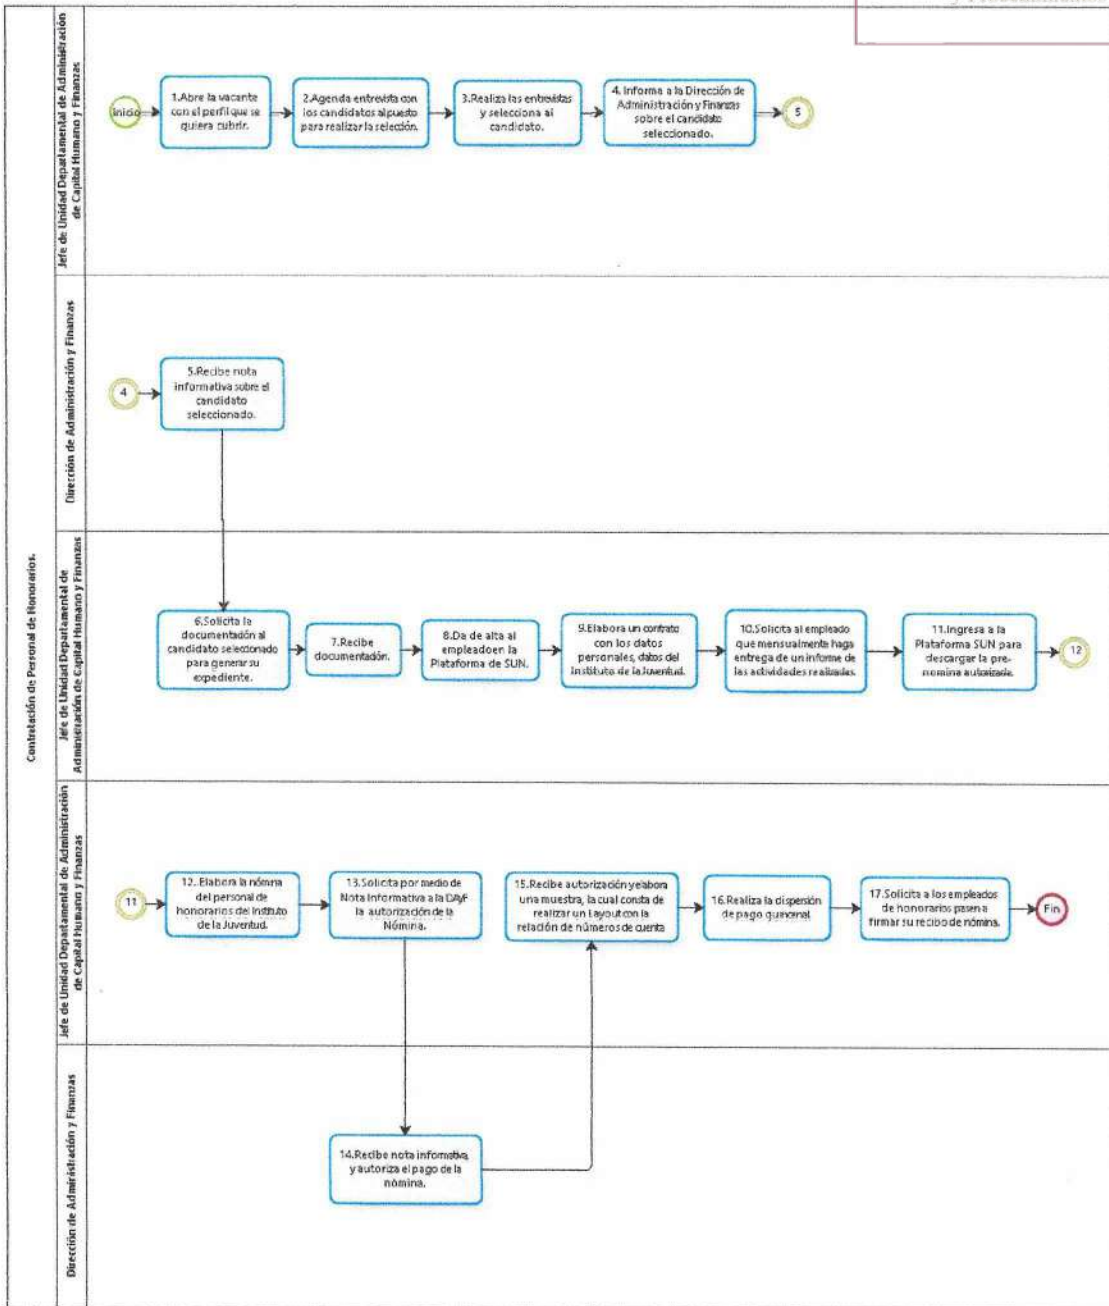 Contratación de Personal de Honorarios.
Jefe de Unidad Departamental de Administración
de Capital Humano y Finanzas
Inicio
1.Abre la vacante
con el perfil que se
quiera cubrir.
2.Agenda entrevista con
los candidatos al puesto
para realizar la selección.
3.Realiza las entrevistas
y selecciona al
candidato.
4. Informa a la Dirección de
Administración y Finanzas
sobre el candidato
seleccionado.
5
Dirección de Administración y Finanzas
4
5.Recibe nota
informativa sobre el
candidato
seleccionado.
Jefe de Unidad Departamental de
Administración de Capital Humano y Finanzas
6.Solicita la
documentación al
candidato seleccionado
para generar su
expediente.
7.Recibe
documentación.
8.Da de alta al
empleadoen la
Plataforma de SUN.
9.Elabora un contrato
con los datos
personales, datos del
Instituto de la Juventud.
10.Solicita al empleado
que mensualmente haga
entrega de un informe de
las actividades realizadas.
11.Ingresa a la
Plataforma SUN para
descargar la pre-
nomina autorizada.
12
Jefe de Unidad Departamental de Administración
de Capital Humano y Finanzas
11
12. Elabora la nómina
del personal de
honorarios del Instituto
de la Juventud.
13.Solicita por medio de
Nota Informativa a la DAyF
la autorización de la
Nómina.
15.Recibe autorización y elabora
una muestra, la cual consta de
realizar un Layout con la
relación de números de cuenta
16.Realiza la dispersión
de pago quincenal
17.Solicita a los empleados
de honorarios pasen a
firmar su recibo de nómina.
Fin
Dirección de Administración y Finanzas
14.Recibe nota informativa
y autoriza el pago de la
nómina.